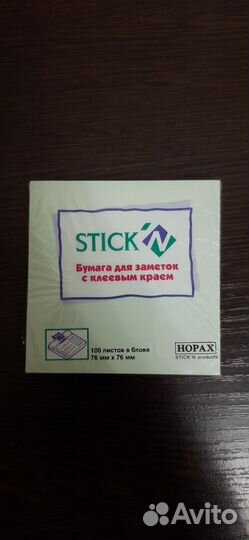 STICK'N
Бумага для заметок
с клеевым краем
100 листов в блоке
76 мм x 76 мм
HOPAX
STICK'N products
Avito